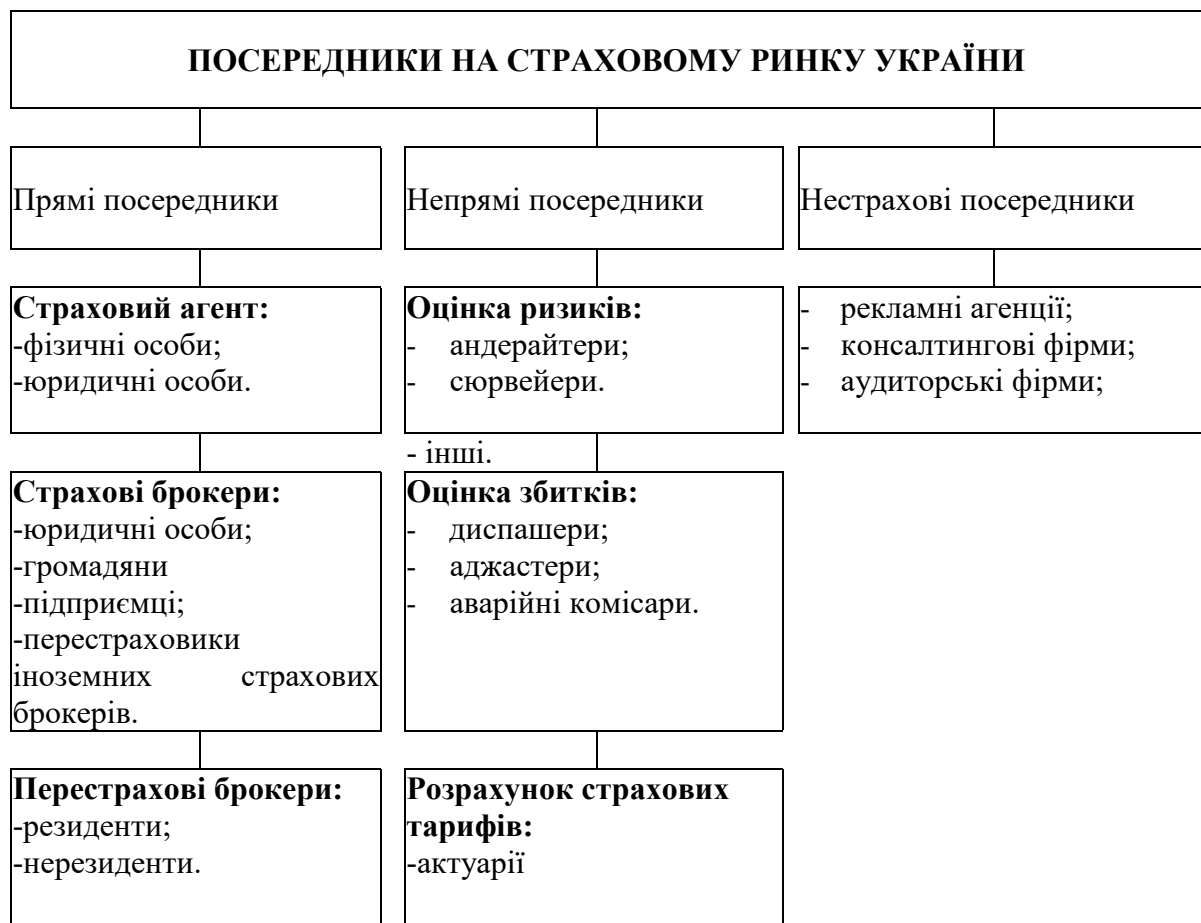 ПОСЕРЕДНИКИ НА СТРАХОВОМУ РИНКУ УКРАЇНИ
Прямі посередники
Непрямі посередники
Нестрахові посередники
Страховий агент:
-фізичні особи;
-юридичні особи.
Оцінка ризиків:
- андерайтери;
- сюрвейери.
- рекламні агенції;
- консалтингові фірми;
- аудиторські фірми;
- інші.
Страхові брокери:
-юридичні особи;
-громадяни
-підприємці;
-перестраховики
іноземних страхових
брокерів.
Оцінка збитків:
- диспашери;
- аджастери;
- аварійні комісари.
Перестрахові брокери:
-резиденти;
-нерезиденти.
Розрахунок страхових
тарифів:
-актуарії